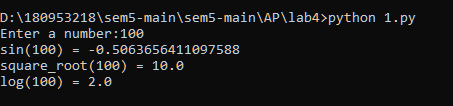 D:\180953218\sem5-main\sem5-main\AP\lab4>python 1.py
Enter a number:100
sin(100) = -0.5063656411097588
square_root(100) = 10.0
log(100) = 2.0